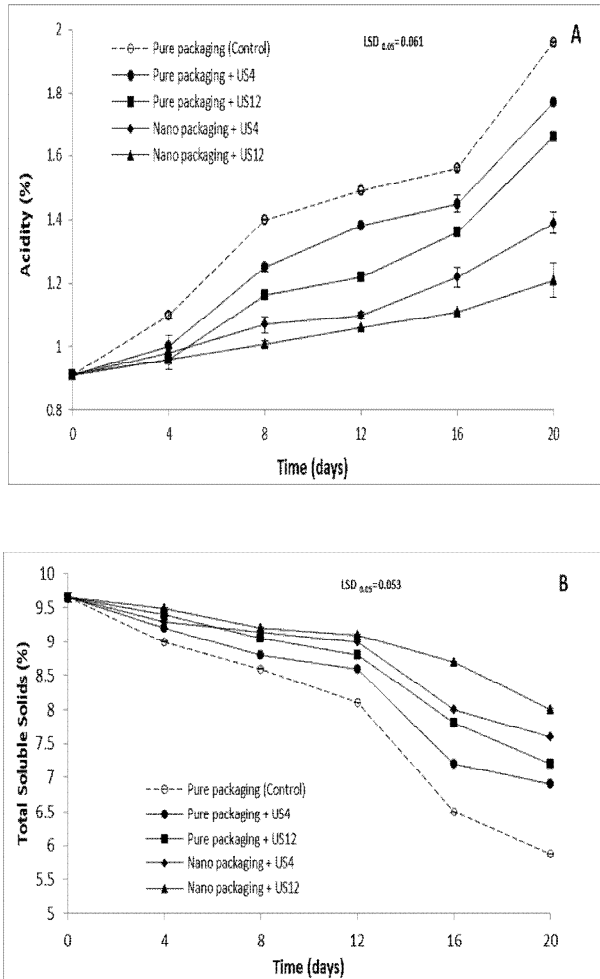 A
LSD 0.05=0.061
Pure packaging (Control)
Pure packaging + US4
Pure packaging + US12
Nano packaging + US4
Nano packaging + US12
Acidity (%)
2
1.8
1.6
1.4
1.2
1
0.8
0 4 8 12 16 20
Time (days)
B
LSD 0.05=0.053
Total Soluble Solids (%)
10
9.5
9
8.5
8
7.5
7
6.5
6
5.5
5
Pure packaging (Control)
Pure packaging + US4
Pure packaging + US12
Nano packaging + US4
Nano packaging + US12
0 4 8 12 16 20
Time (days)